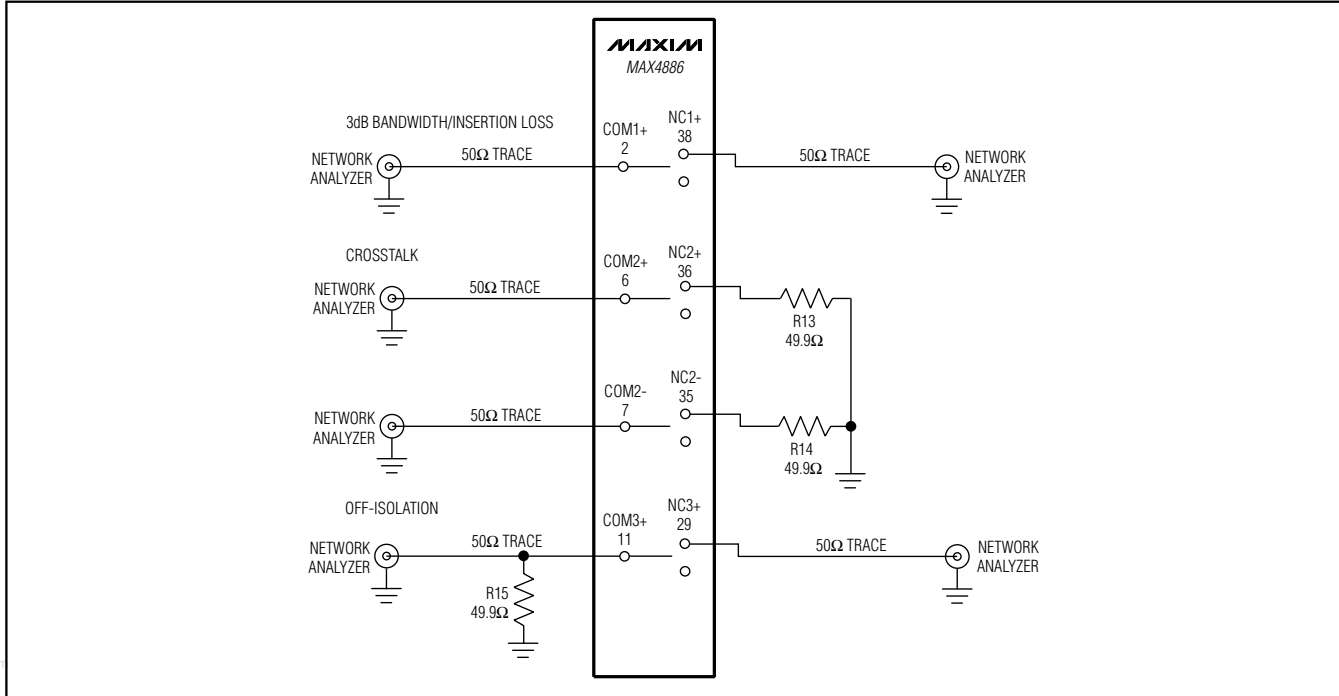 MAXIM
MAX4886
3dB BANDWIDTH/INSERTION LOSS
NETWORK
ANALYZER
50Ω TRACE
COM1+
2
NC1+
38
50Ω TRACE
NETWORK
ANALYZER
CROSSTALK
NETWORK
ANALYZER
50Ω TRACE
COM2+
6
NC2+
36
R13
49.9Ω
NETWORK
ANALYZER
50Ω TRACE
COM2-
7
NC2-
35
R14
49.9Ω
OFF-ISOLATION
NETWORK
ANALYZER
50Ω TRACE
R15
49.9Ω
COM3+
11
NC3+
29
50Ω TRACE
NETWORK
ANALYZER